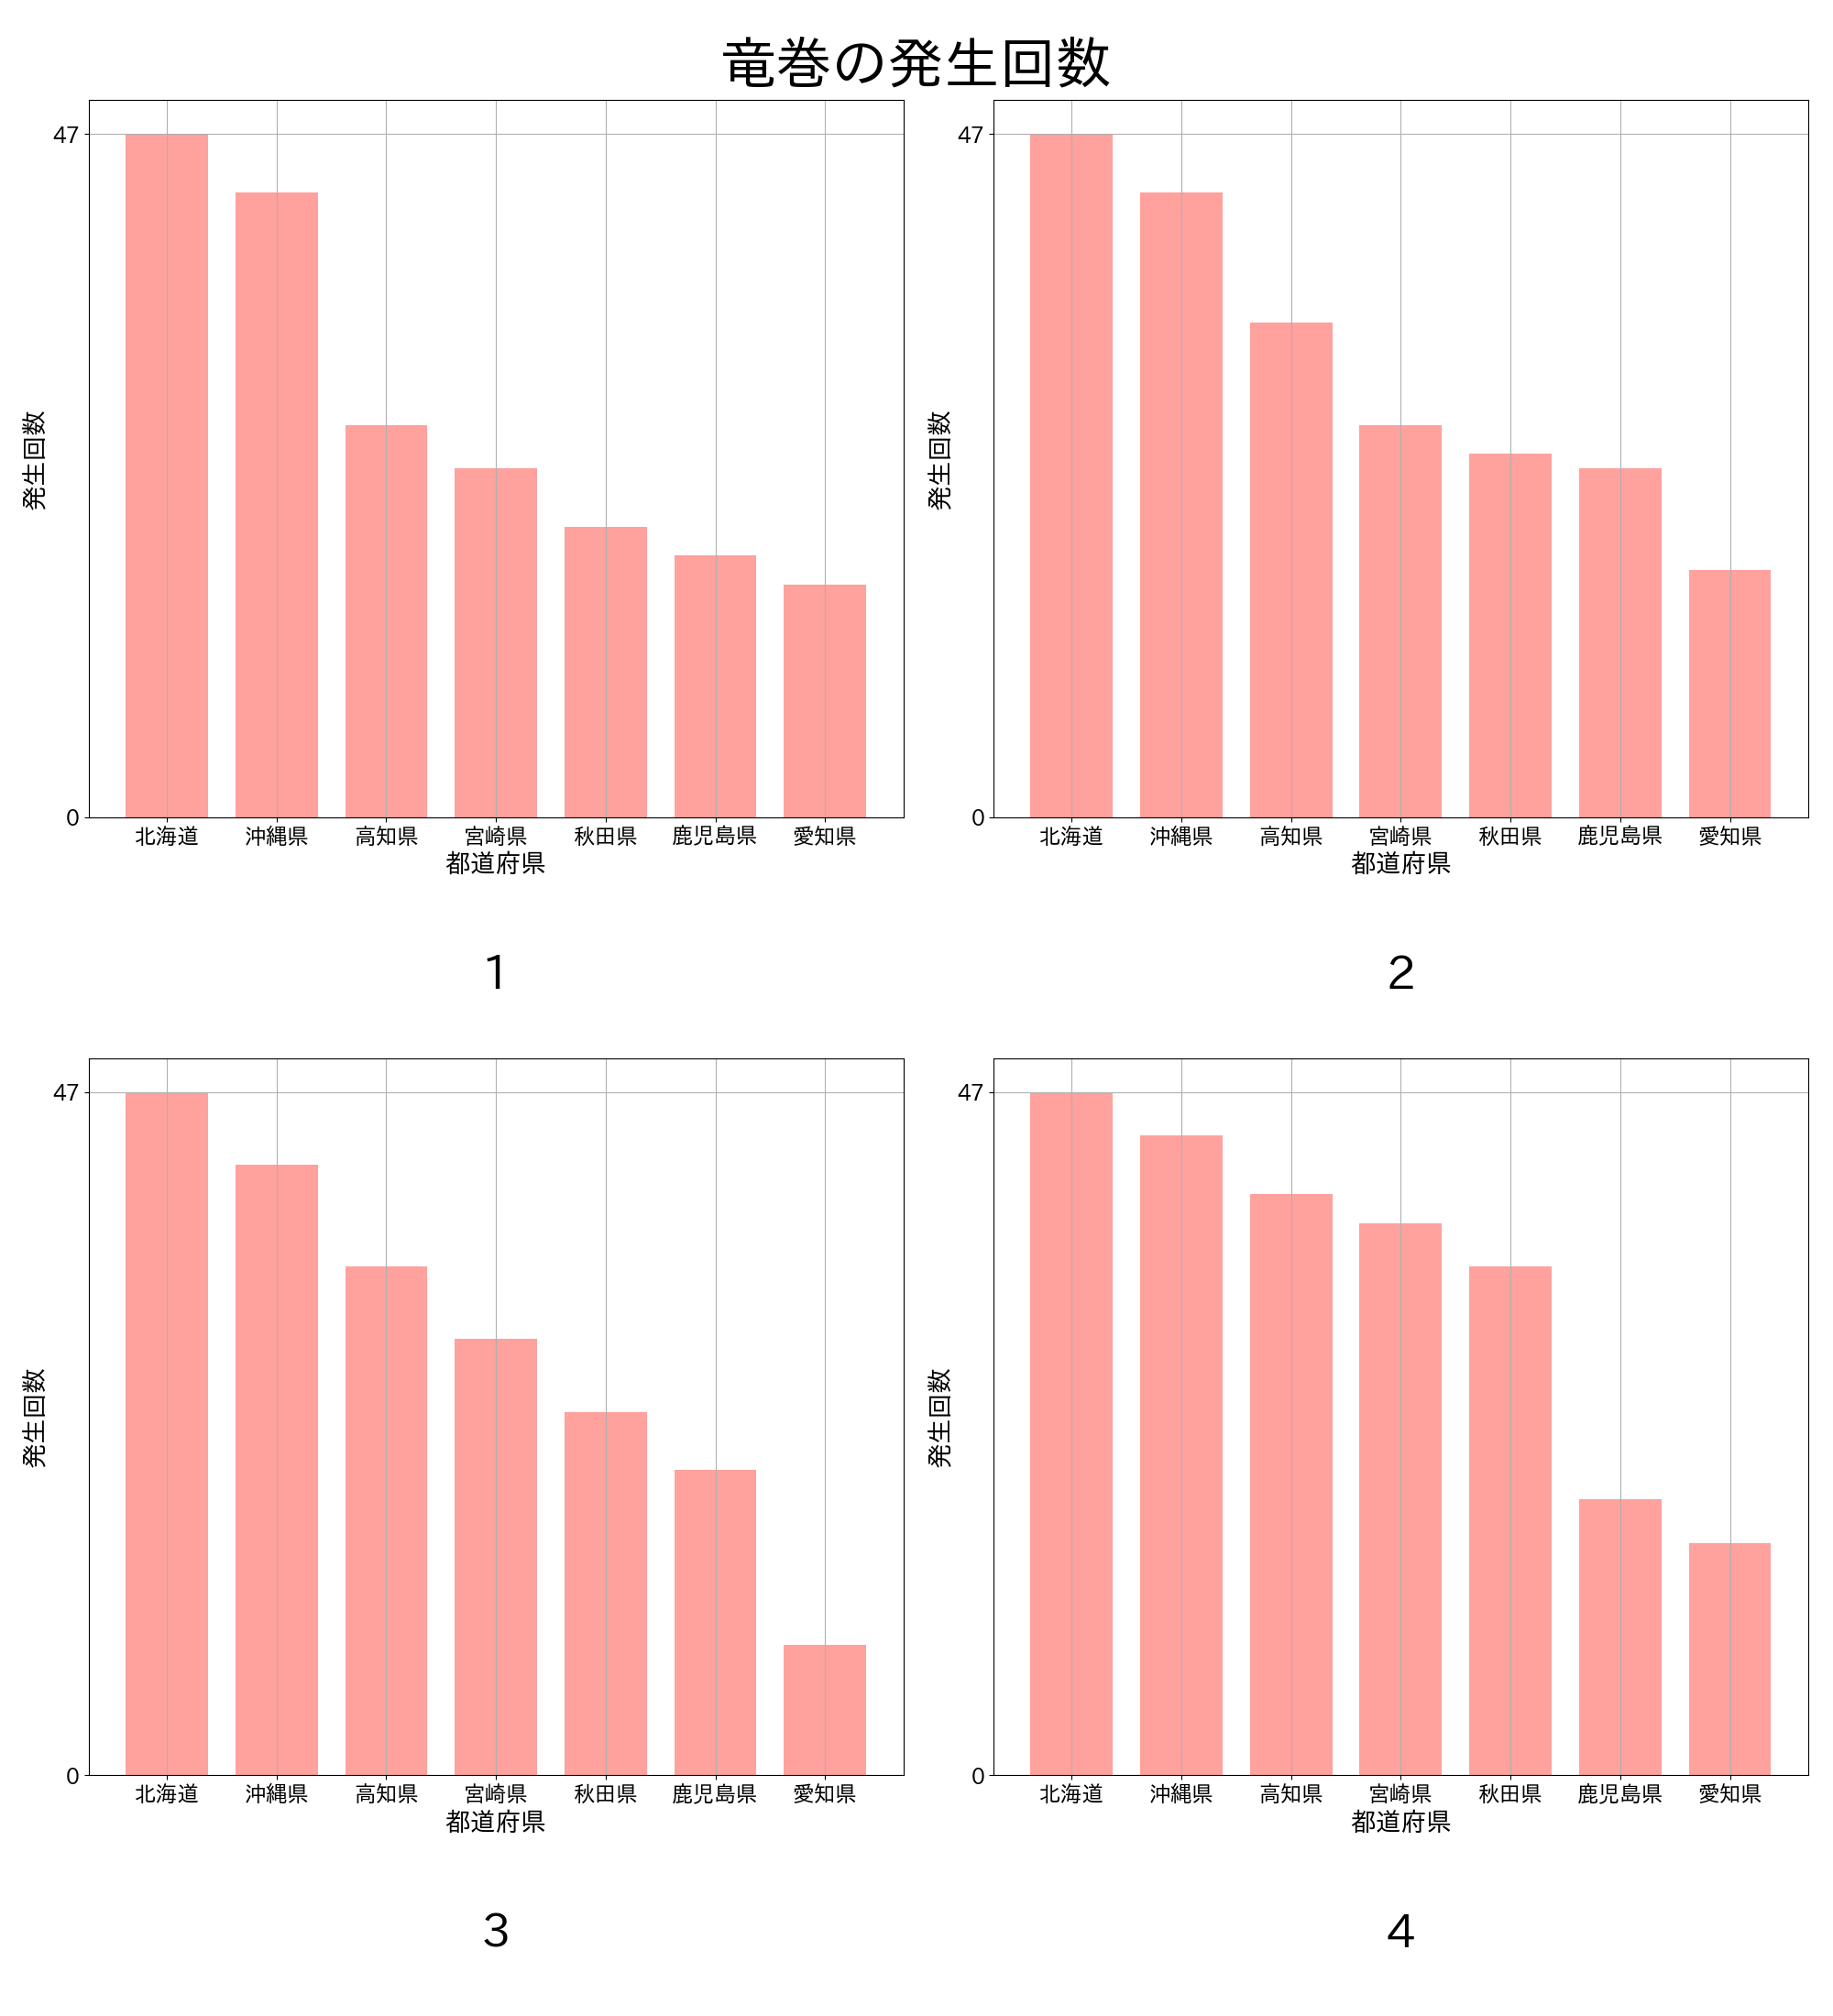 竜巻の発生回数
47
0
発生回数
北海道 沖縄県 高知県 宮崎県 秋田県 鹿児島県 愛知県
都道府県
1
47
0
発生回数
北海道 沖縄県 高知県 宮崎県 秋田県 鹿児島県 愛知県
都道府県
2
47
0
発生回数
北海道 沖縄県 高知県 宮崎県 秋田県 鹿児島県 愛知県
都道府県
3
47
0
発生回数
北海道 沖縄県 高知県 宮崎県 秋田県 鹿児島県 愛知県
都道府県
4